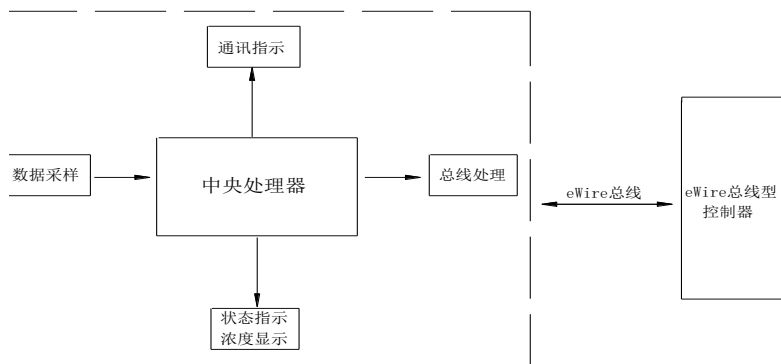 通讯指示
数据采样
中央处理器
总线处理
eWire总线
eWire总线型
控制器
状态指示
浓度显示